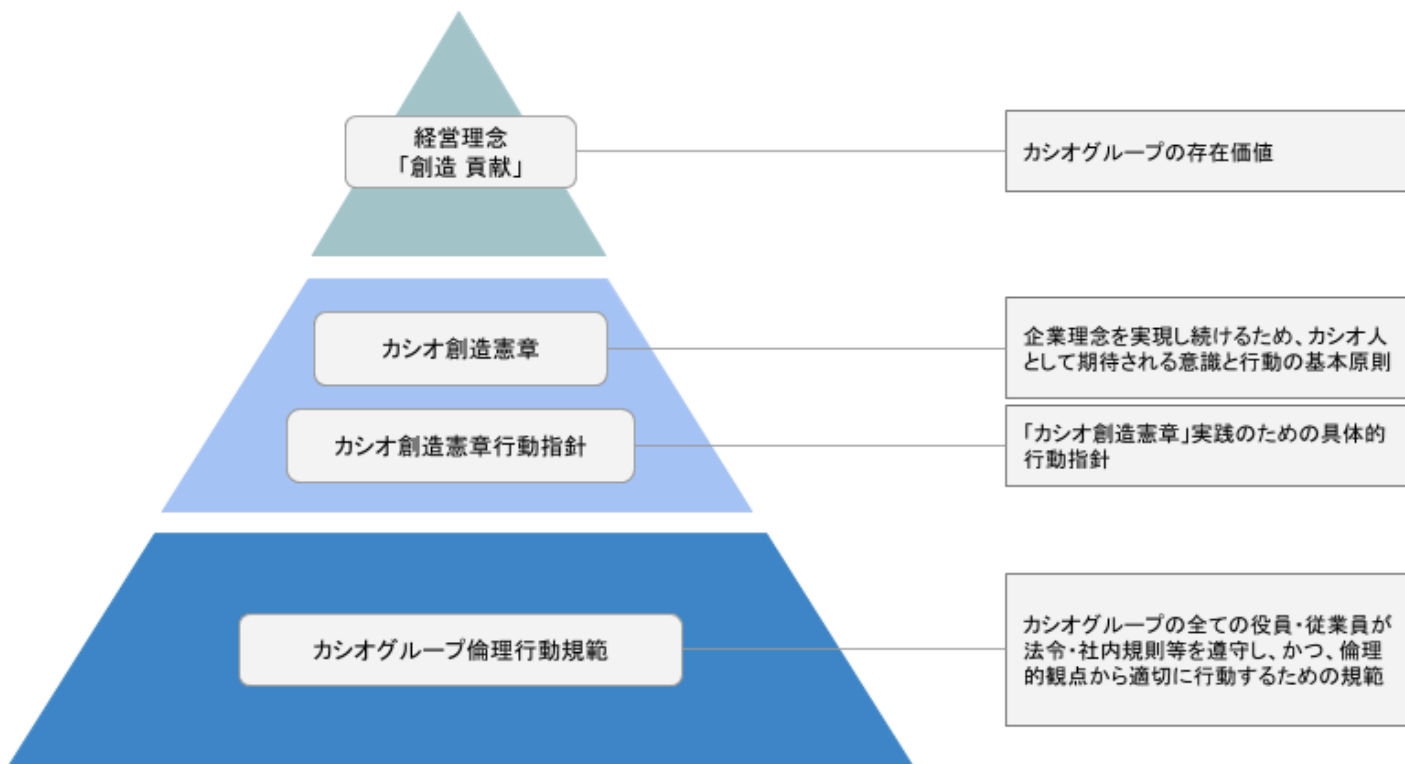 経営理念
「創造 貢献」
カシオグループの存在価値
カシオ創造憲章
企業理念を実現し続けるため、カシオ人
として期待される意識と行動の基本原則
カシオ創造憲章行動指針
「カシオ創造憲章」実践のための具体的
行動指針
カシオグループ倫理行動規範
カシオグループの全ての役員・従業員が
法令・社内規則等を遵守し、かつ、倫理
的観点から適切に行動するための規範